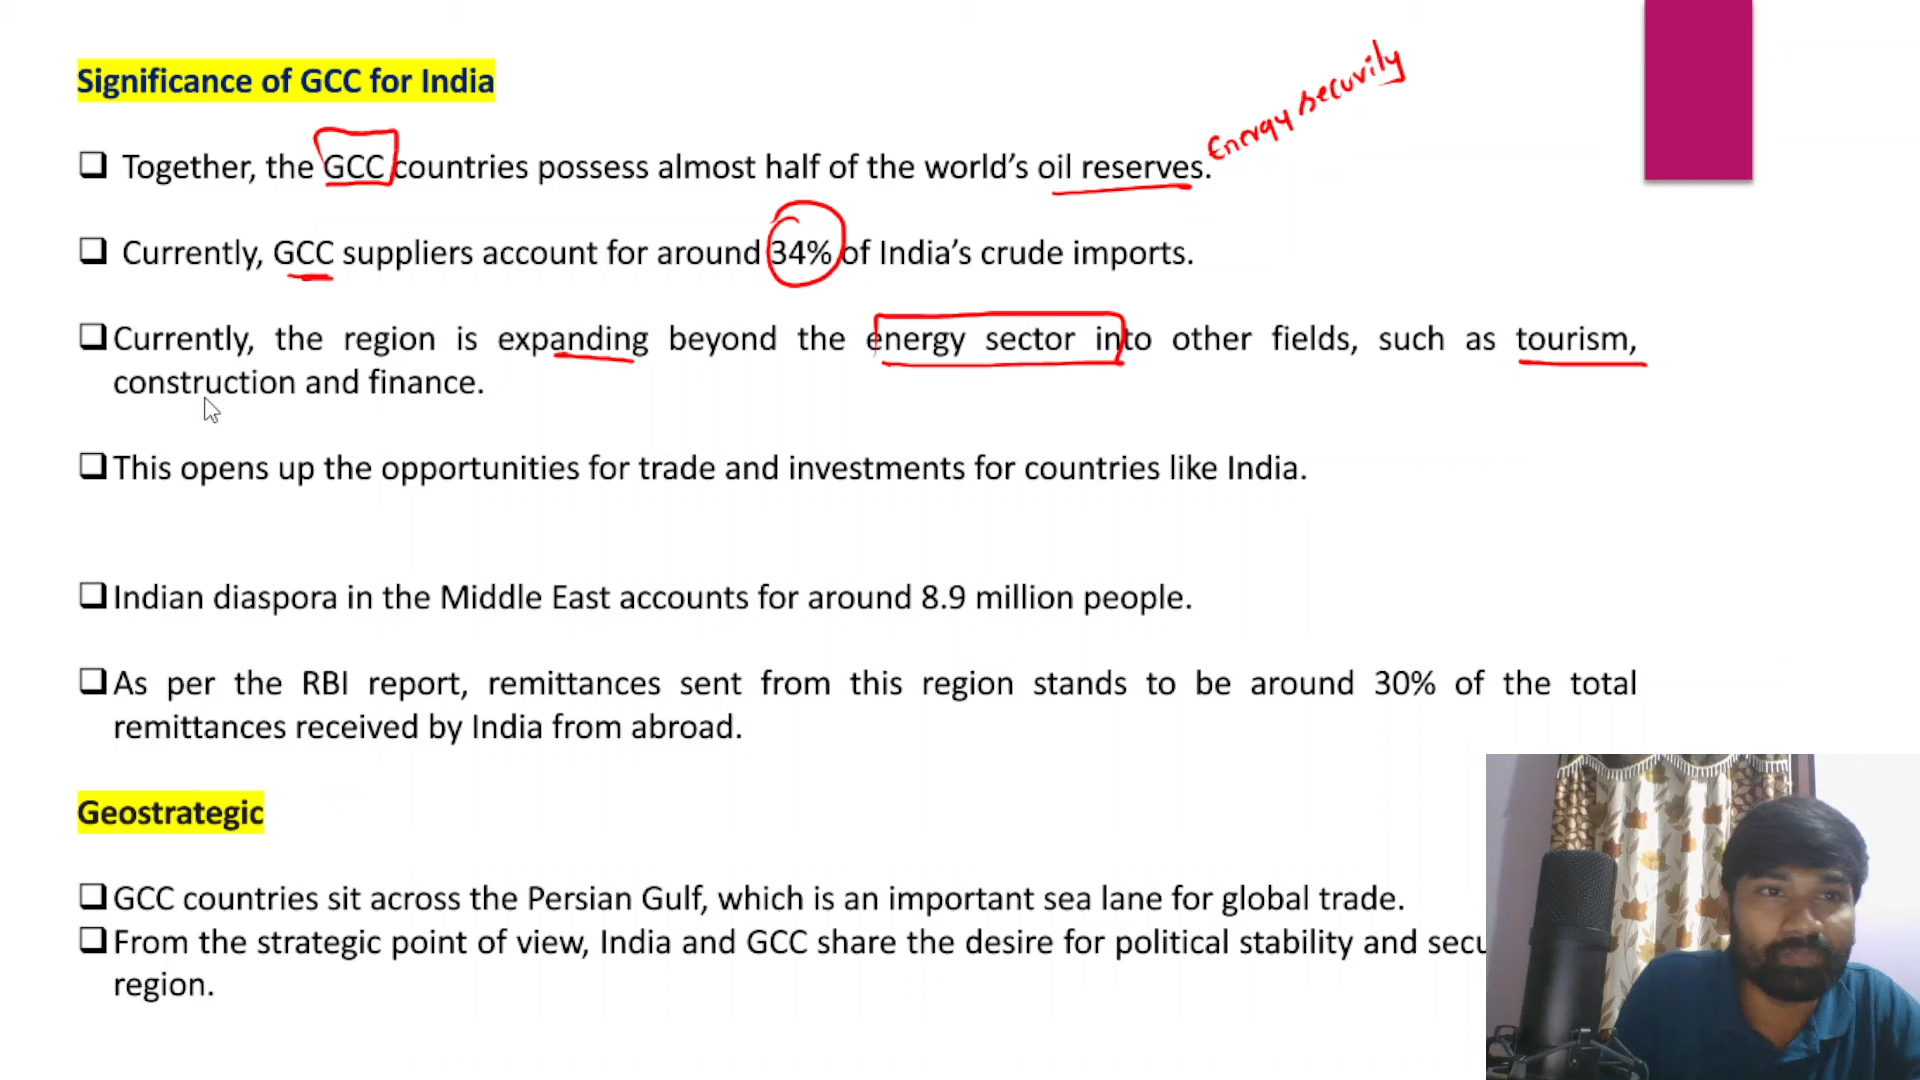 Significance of GCC for India
Energy security
❑ Together, the GCC countries possess almost half of the world’s oil reserves.
❑ Currently, GCC suppliers account for around 34% of India’s crude imports.
❑ Currently, the region is expanding beyond the energy sector into other fields, such as tourism,
construction and finance.
❑ This opens up the opportunities for trade and investments for countries like India.
❑ Indian diaspora in the Middle East accounts for around 8.9 million people.
❑ As per the RBI report, remittances sent from this region stands to be around 30% of the total
remittances received by India from abroad.
Geostrategic
❑ GCC countries sit across the Persian Gulf, which is an important sea lane for global trade.
❑ From the strategic point of view, India and GCC share the desire for political stability and
region.